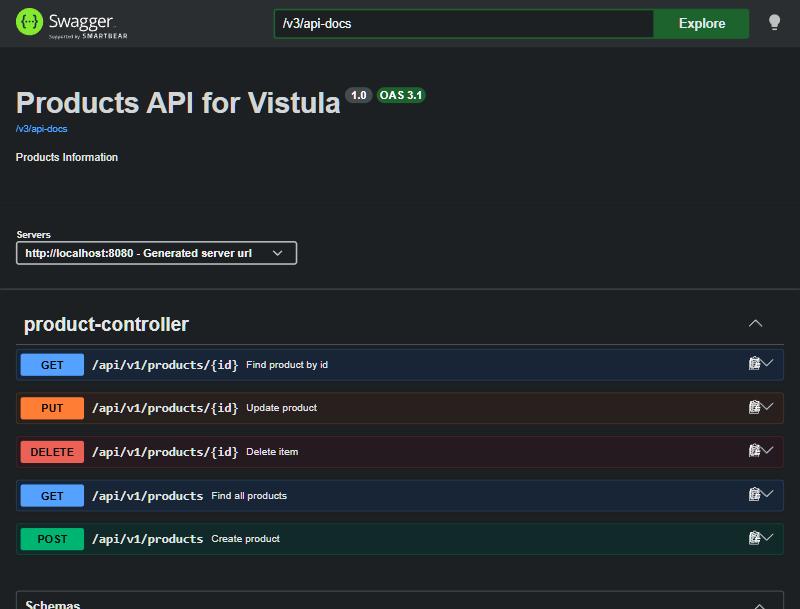 Swagger
Supported by SMARTBEAR
/v3/api-docs
Explore
Products API for Vistula
1.0
OAS 3.1
/v3/api-docs
Products Information
Servers
http://localhost:8080 - Generated server url
product-controller
GET /api/v1/products/{id} Find product by id
PUT /api/v1/products/{id} Update product
DELETE /api/v1/products/{id} Delete item
GET /api/v1/products Find all products
POST /api/v1/products Create product
Schemas